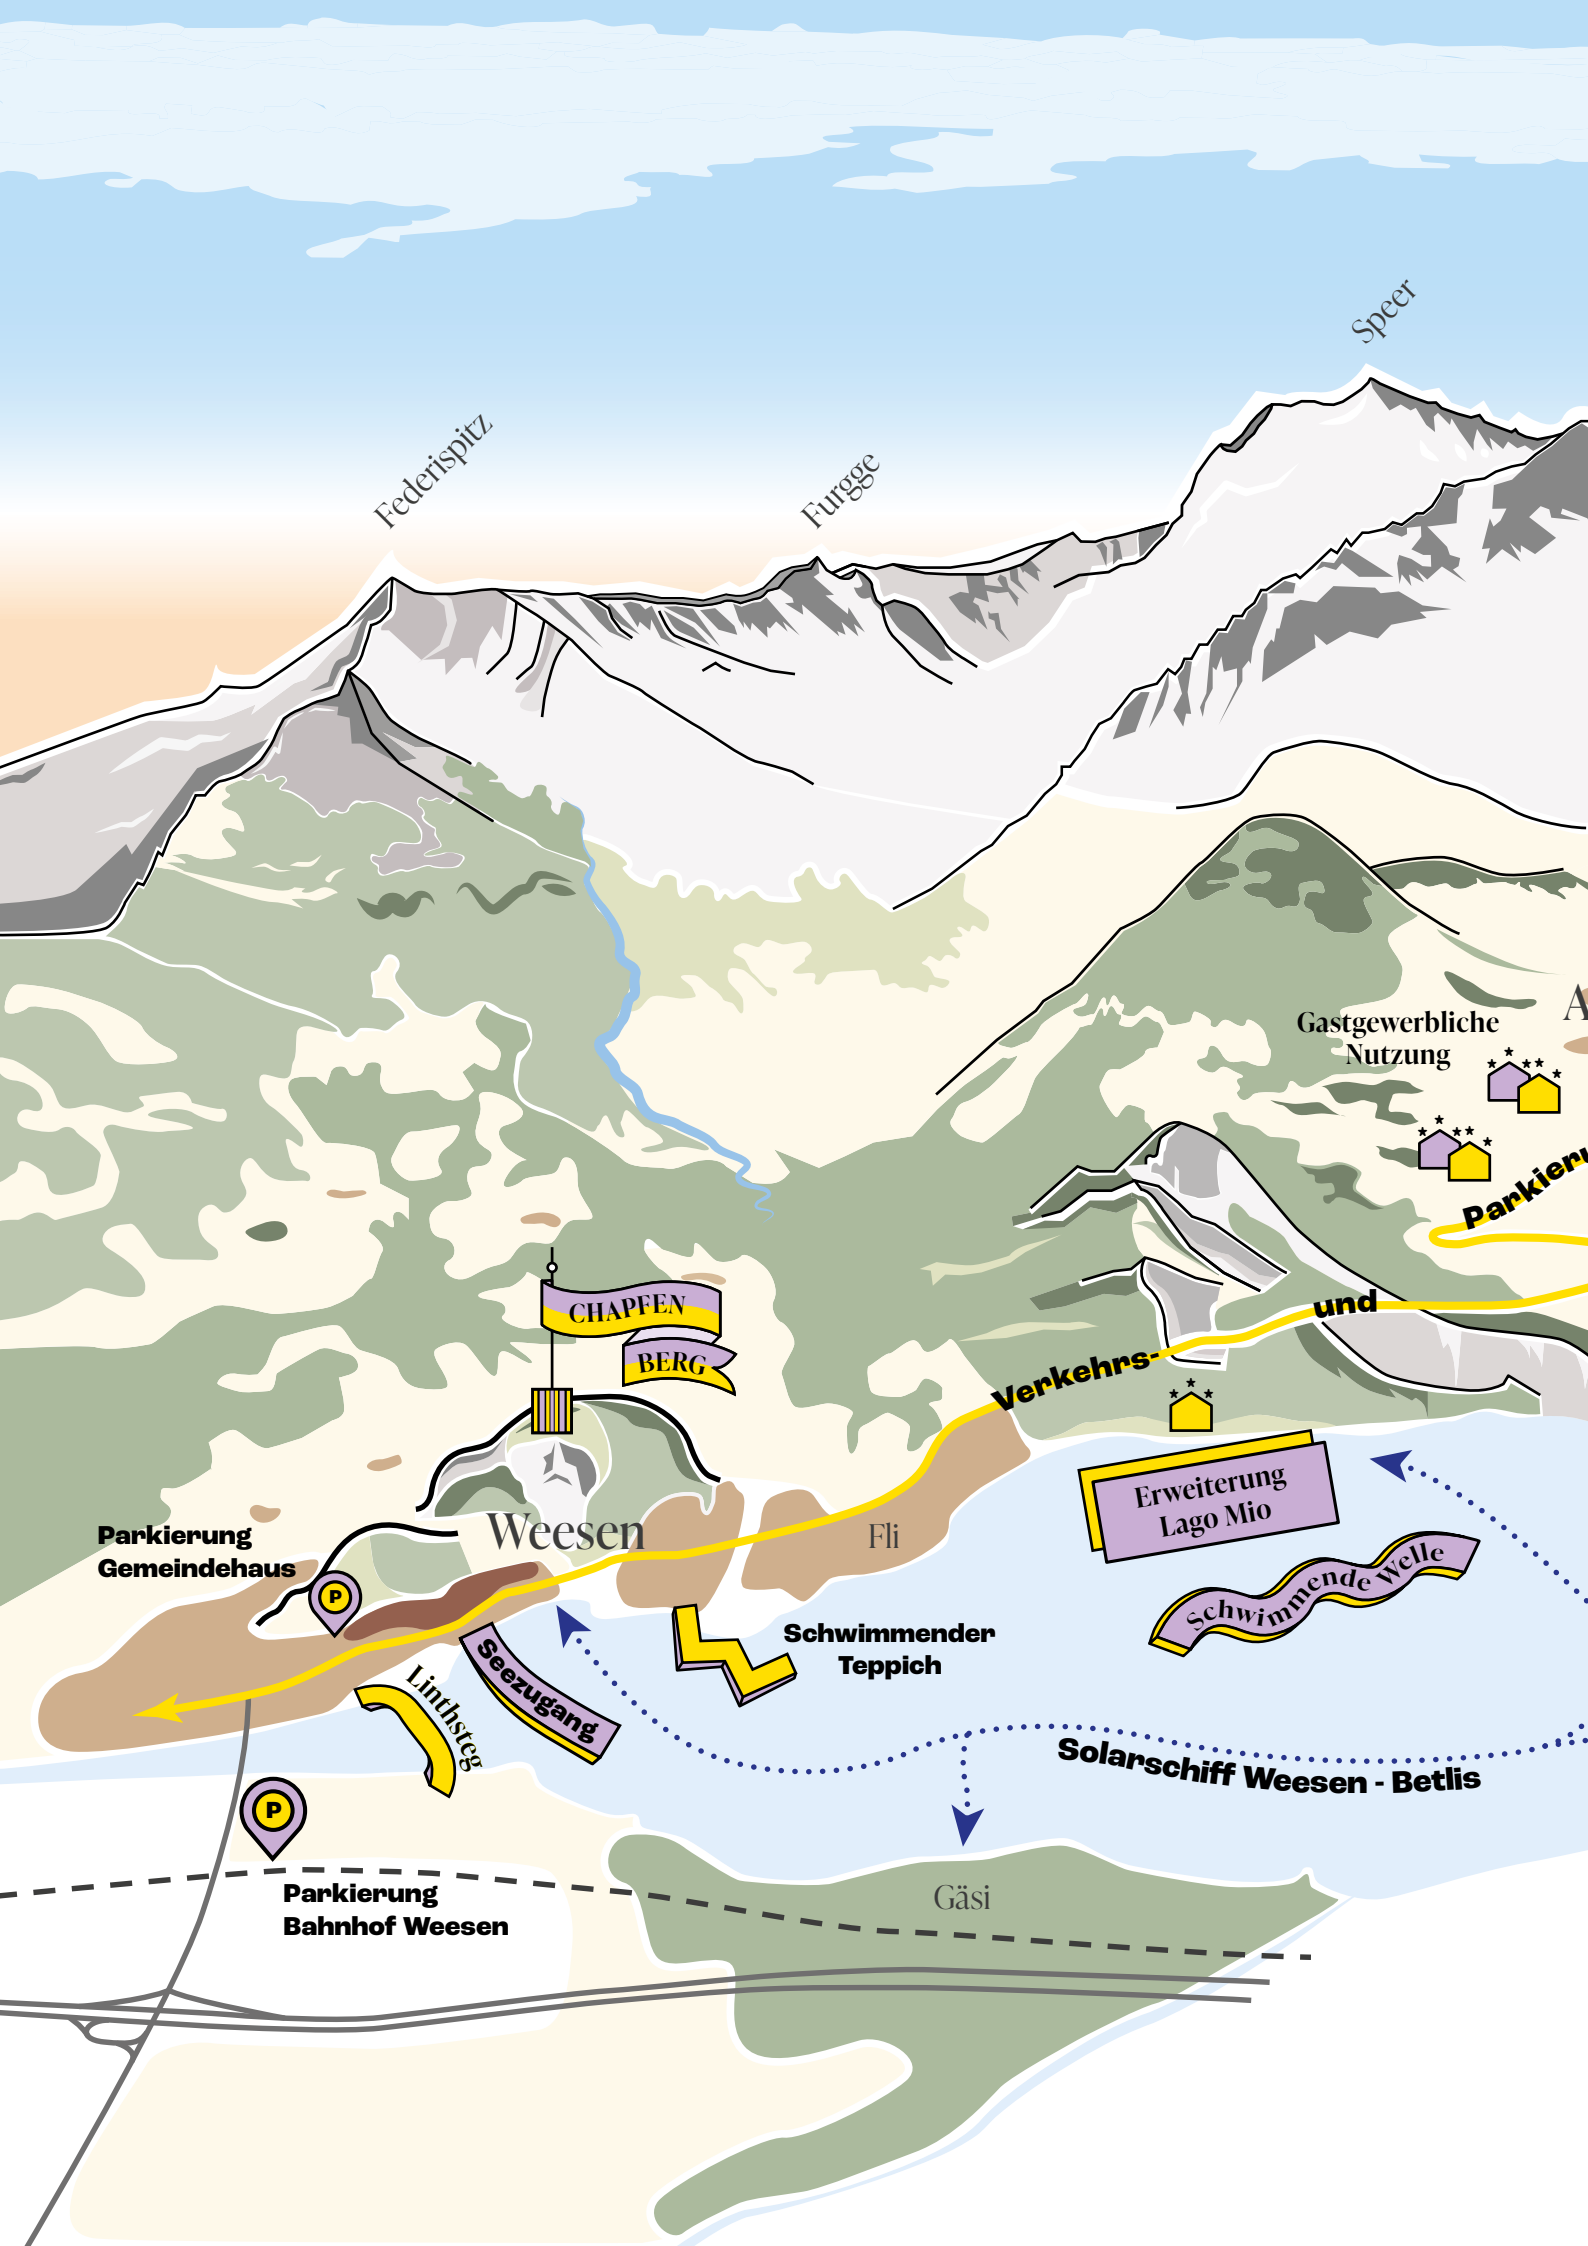 Speer
Federispitz
Furgge
A
Gastgewerbliche
Nutzung
Parkieru
und
Verkehrs-
CHAPFEN
BERG
Erweiterung
Lago Mio
Weesen
Fli
Parkierung
Gemeindehaus
P
Schwimmende Welle
Schwimmender
Teppich
Seezugang
Linthsteg
Solarschiff Weesen - Betlis
P
Parkierung
Bahnhof Weesen
Gäsi